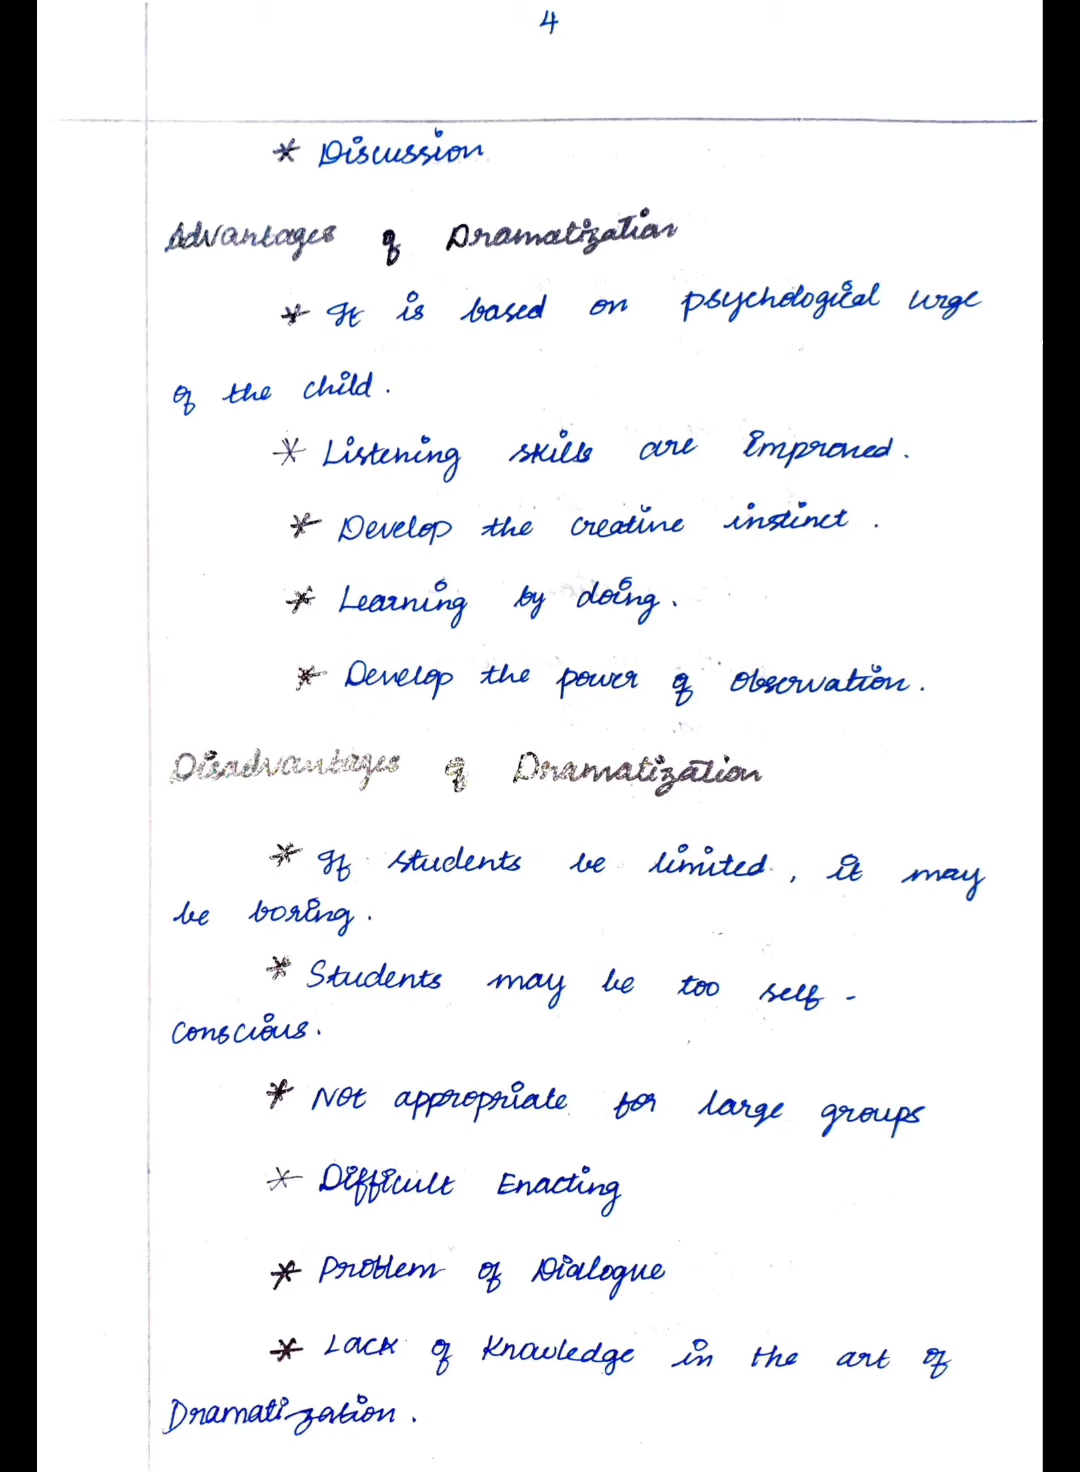 4
* Discussion
Advantages of Dramatization
* It is based on psychological urge
of the child.
* Listening skills are Improved.
* Develop the creative instinct.
* Learning by doing.
* Develop the power of observation.
Disadvantages of Dramatization
* If students be limited, it may
be boring.
* Students may be too self-
conscious.
* Not appropriate for large groups
* Difficult Enacting
* Problem of Dialogue
* Lack of Knowledge in the art of
Dramatization.